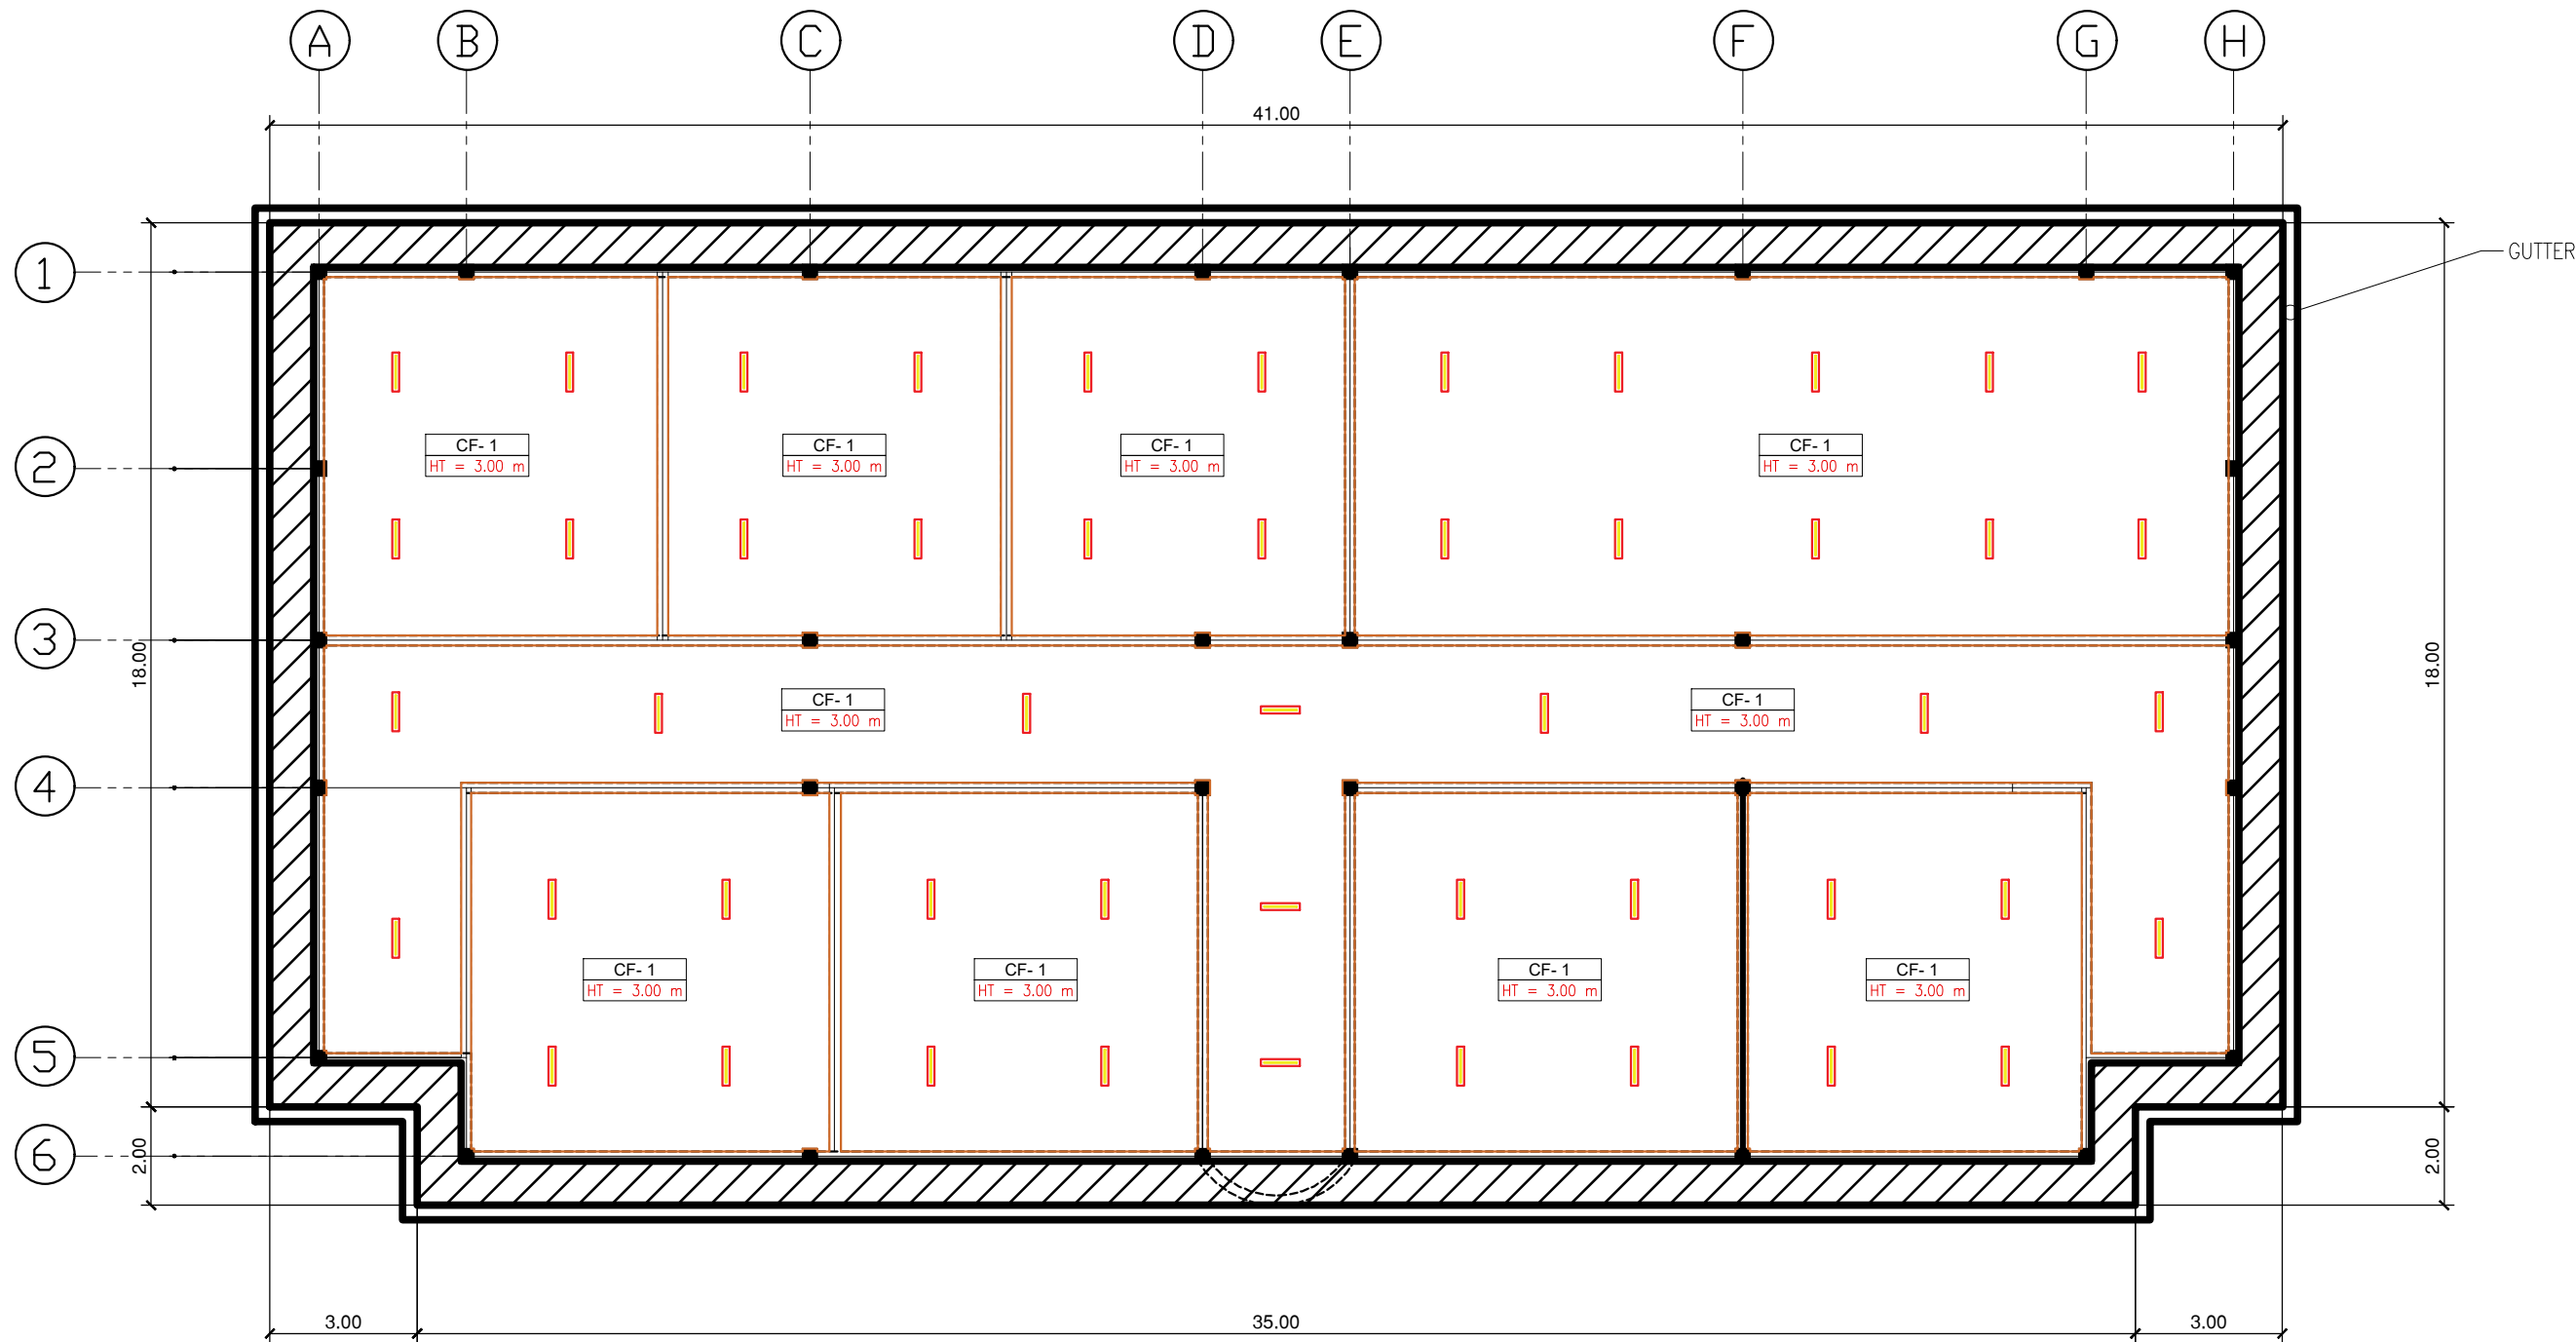 A B C D E F G H
41.00
GUTTER
1
2
3
4
5
6
CF- 1
HT = 3.00 m
CF- 1
HT = 3.00 m
CF- 1
HT = 3.00 m
CF- 1
HT = 3.00 m
18.00
18.00
CF- 1
HT = 3.00 m
CF- 1
HT = 3.00 m
CF- 1
HT = 3.00 m
CF- 1
HT = 3.00 m
CF- 1
HT = 3.00 m
CF- 1
HT = 3.00 m
2.00
2.00
3.00
35.00
3.00